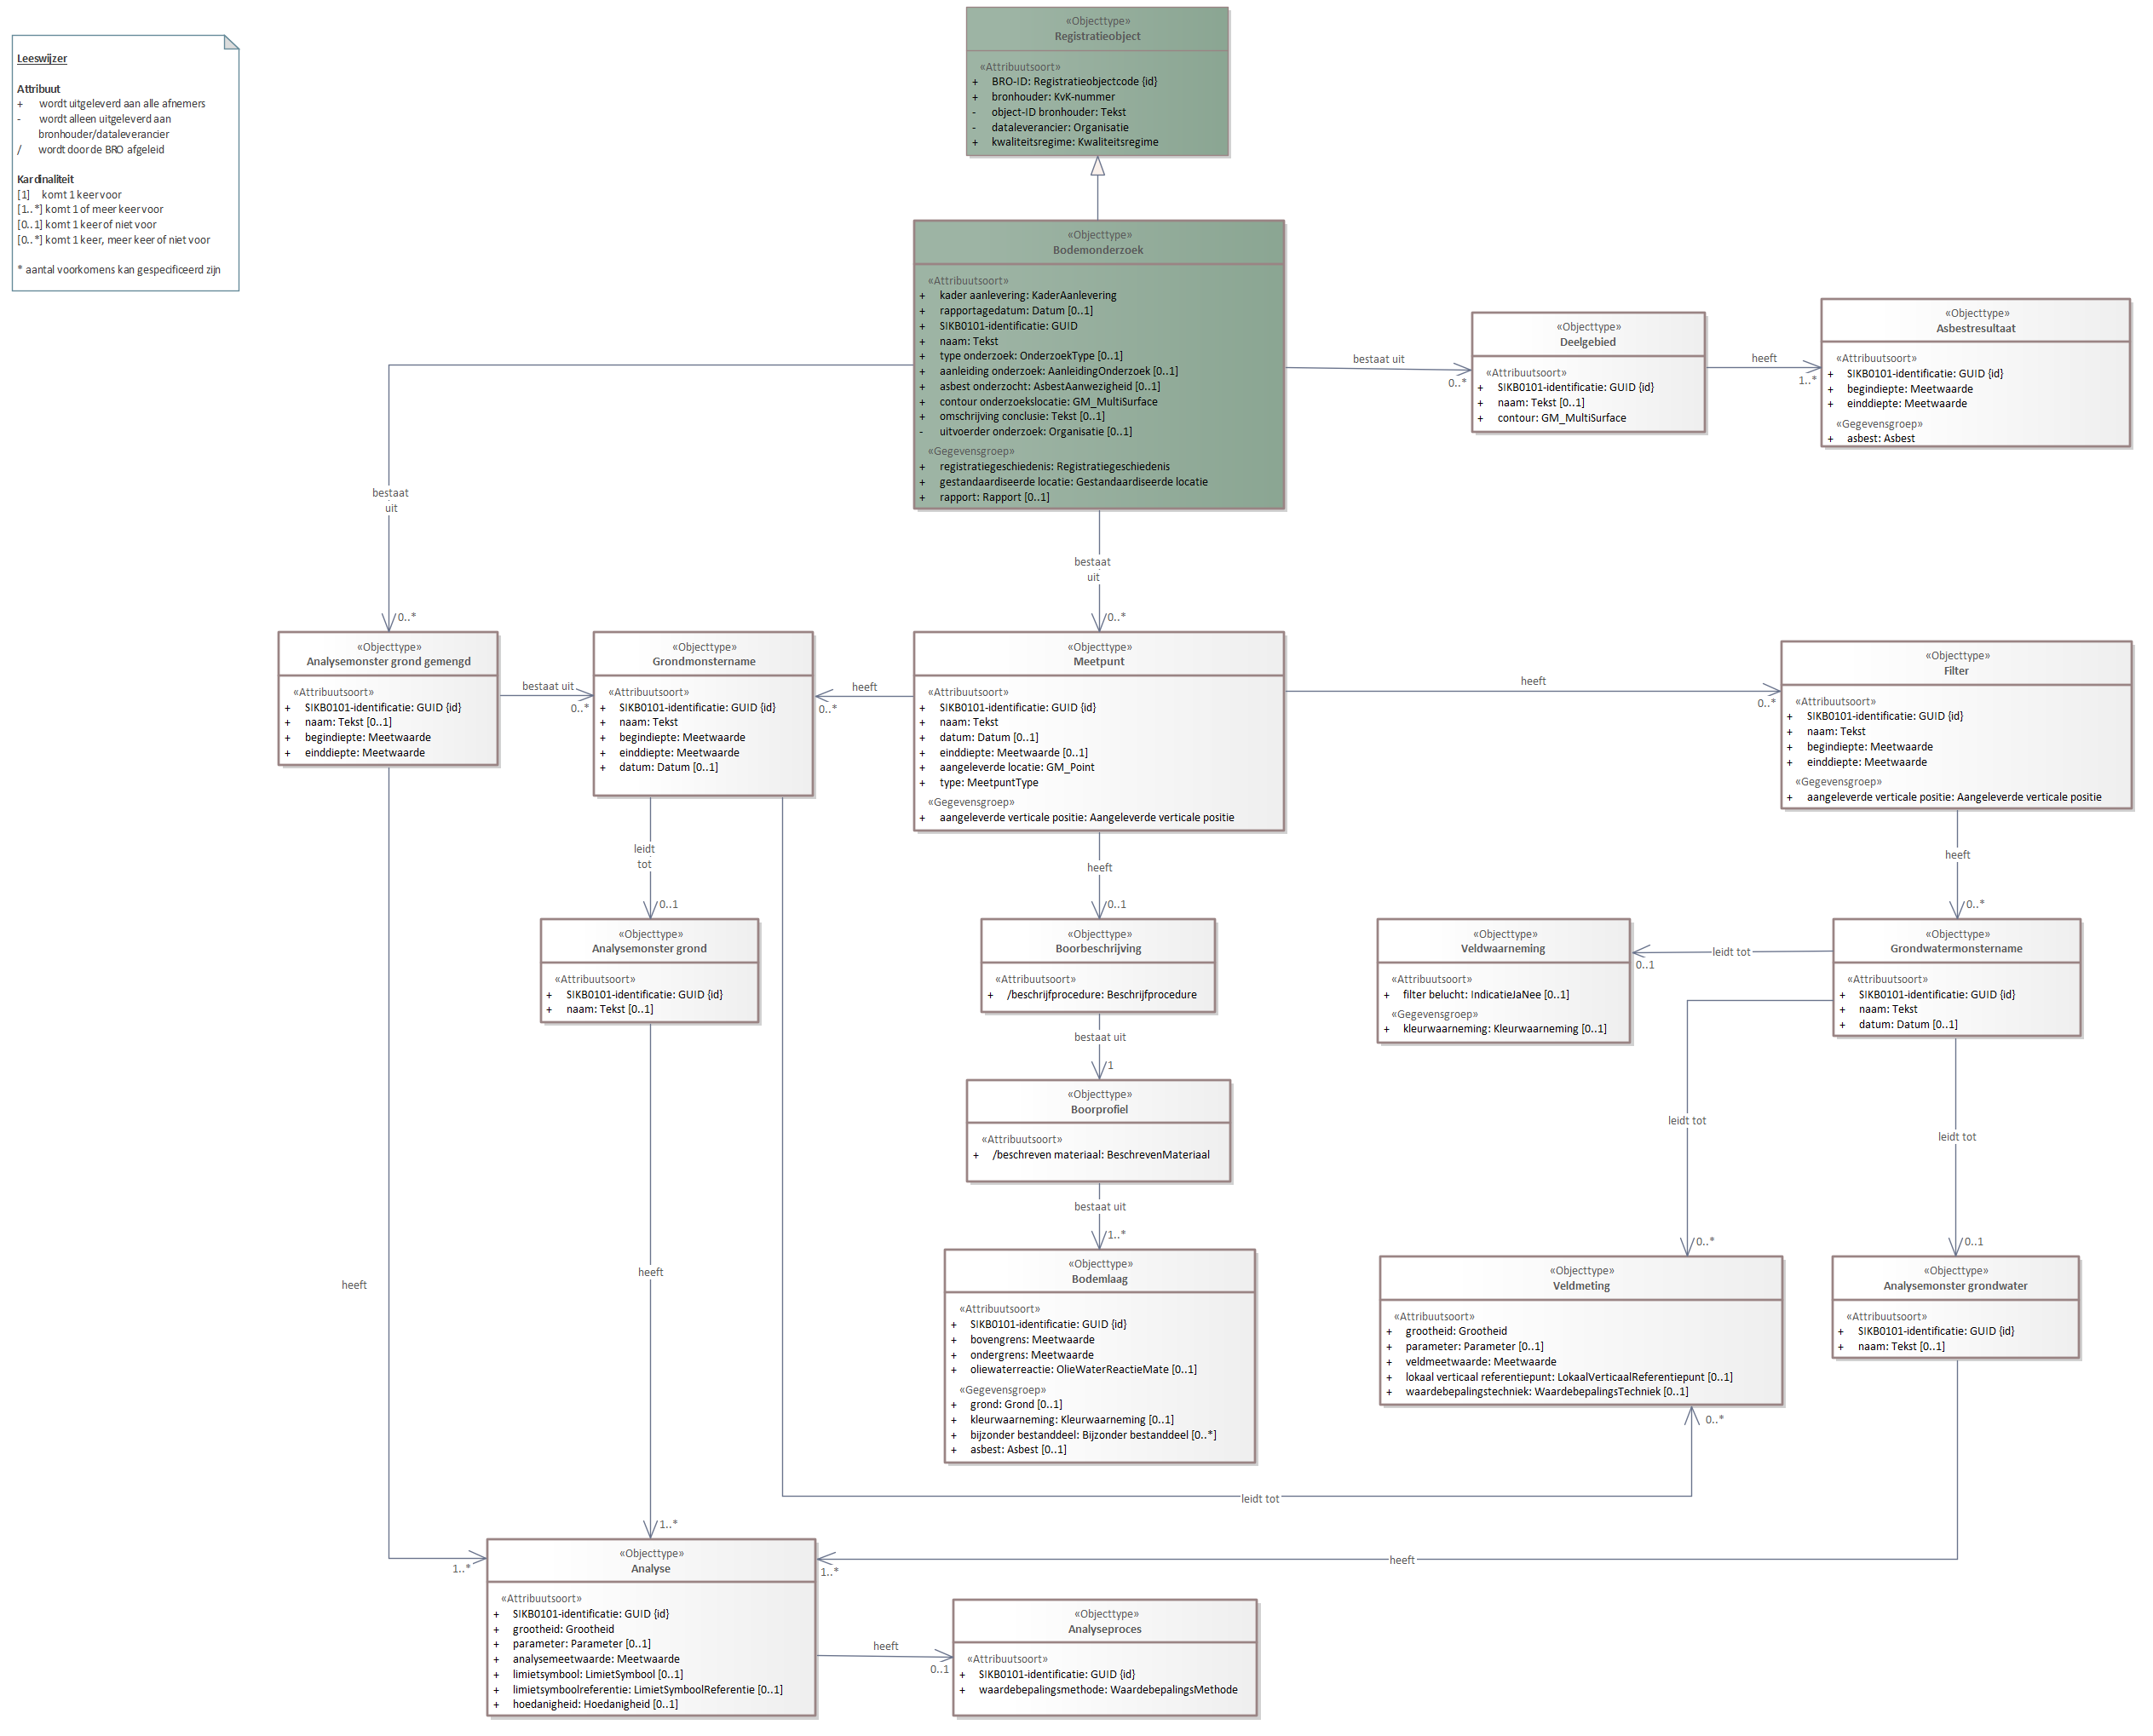 Leeswijzer
Attribuut
+ wordt uitgeleverd aan alle afnemers
- wordt alleen uitgeleverd aan
bronhouder/dataleverancier
/ wordt door de BRO afgeleid
Kardinaliteit
[1] komt 1 keer voor
[1..*] komt 1 of meer keer voor
[0..1] komt 1 keer of niet voor
[0..*] komt 1 keer, meer keer of niet voor
* aantal voorkomens kan gespecificeerd zijn
«Objecttype»
Registratieobject
«Attribuutsoort»
+ BRO-ID: Registratieobjectcode {id}
+ bronhouder: KvK-nummer
- object-ID bronhouder: Tekst
- dataleverancier: Organisatie
+ kwaliteitsregime: Kwaliteitsregime
«Objecttype»
Bodemonderzoek
«Attribuutsoort»
+ kader aanlevering: KaderAanlevering
+ rapportagedatum: Datum [0..1]
+ SIKB0101-identificatie: GUID
+ naam: Tekst
+ type onderzoek: OnderzoekType [0..1]
+ aanleiding onderzoek: AanleidingOnderzoek [0..1]
+ asbest onderzocht: AsbestAanwezigheid [0..1]
+ contour onderzoekslocatie: GM_MultiSurface
+ omschrijving conclusie: Tekst [0..1]
- uitvoerder onderzoek: Organisatie [0..1]
«Gegevensgroep»
+ registratiegeschiedenis: Registratiegeschiedenis
+ gestandaardiseerde locatie: Gestandaardiseerde locatie
+ rapport: Rapport [0..1]
bestaat uit
0..*
«Objecttype»
Deelgebied
«Attribuutsoort»
+ SIKB0101-identificatie: GUID {id}
+ naam: Tekst [0..1]
+ contour: GM_MultiSurface
heeft
1..*
«Objecttype»
Asbestresultaat
«Attribuutsoort»
+ SIKB0101-identificatie: GUID {id}
+ begindiepte: Meetwaarde
+ einddiepte: Meetwaarde
«Gegevensgroep»
+ asbest: Asbest
bestaat
uit
0..*
bestaat
uit
0..*
«Objecttype»
Analysemonster grond gemengd
«Attribuutsoort»
+ SIKB0101-identificatie: GUID {id}
+ naam: Tekst [0..1]
+ begindiepte: Meetwaarde
+ einddiepte: Meetwaarde
bestaat uit
0..*
«Objecttype»
Grondmonstername
«Attribuutsoort»
+ SIKB0101-identificatie: GUID {id}
+ naam: Tekst
+ begindiepte: Meetwaarde
+ einddiepte: Meetwaarde
+ datum: Datum [0..1]
heeft
0..*
«Objecttype»
Meetpunt
«Attribuutsoort»
+ SIKB0101-identificatie: GUID {id}
+ naam: Tekst
+ datum: Datum [0..1]
+ einddiepte: Meetwaarde [0..1]
+ aangeleverde locatie: GM_Point
+ type: MeetpuntType
«Gegevensgroep»
+ aangeleverde verticale positie: Aangeleverde verticale positie
heeft
0..*
«Objecttype»
Filter
«Attribuutsoort»
+ SIKB0101-identificatie: GUID {id}
+ naam: Tekst
+ begindiepte: Meetwaarde
+ einddiepte: Meetwaarde
«Gegevensgroep»
+ aangeleverde verticale positie: Aangeleverde verticale positie
leidt
tot
0..1
heeft
0..1
heeft
0..*
«Objecttype»
Analysemonster grond
«Attribuutsoort»
+ SIKB0101-identificatie: GUID {id}
+ naam: Tekst [0..1]
«Objecttype»
Boorbeschrijving
«Attribuutsoort»
+ /beschrijfprocedure: Beschrijfprocedure
«Objecttype»
Veldwaarneming
«Attribuutsoort»
+ filter belucht: IndicatieJaNee [0..1]
«Gegevensgroep»
+ kleurwaarneming: Kleurwaarneming [0..1]
leidt tot
0..1
«Objecttype»
Grondwatermonstername
«Attribuutsoort»
+ SIKB0101-identificatie: GUID {id}
+ naam: Tekst
+ datum: Datum [0..1]
bestaat uit
1
«Objecttype»
Boorprofiel
«Attribuutsoort»
+ /beschreven materiaal: BeschrevenMateriaal
leidt tot
0..*
leidt tot
0..1
bestaat uit
1..*
«Objecttype»
Bodemlaag
«Attribuutsoort»
+ SIKB0101-identificatie: GUID {id}
+ bovengrens: Meetwaarde
+ ondergrens: Meetwaarde
+ oliewaterreactie: OlieWaterReactieMate [0..1]
«Gegevensgroep»
+ grond: Grond [0..1]
+ kleurwaarneming: Kleurwaarneming [0..1]
+ bijzonder bestanddeel: Bijzonder bestanddeel [0..*]
+ asbest: Asbest [0..1]
«Objecttype»
Veldmeting
«Attribuutsoort»
+ grootheid: Grootheid
+ parameter: Parameter [0..1]
+ veldmeetwaarde: Meetwaarde
+ lokaal verticaal referentiepunt: LokaalVerticaalReferentiepunt [0..1]
+ waardebepalingstechniek: WaardebepalingsTechniek [0..1]
0..*
«Objecttype»
Analysemonster grondwater
«Attribuutsoort»
+ SIKB0101-identificatie: GUID {id}
+ naam: Tekst [0..1]
heeft
heeft
leidt tot
1..*
1..*
heeft
1..*
«Objecttype»
Analyse
«Attribuutsoort»
+ SIKB0101-identificatie: GUID {id}
+ grootheid: Grootheid
+ parameter: Parameter [0..1]
+ analysemeetwaarde: Meetwaarde
+ limietsymbool: LimietSymbool [0..1]
+ limietsymboolreferentie: LimietSymboolReferentie [0..1]
+ hoedanigheid: Hoedanigheid [0..1]
heeft
0..1
«Objecttype»
Analyseproces
«Attribuutsoort»
+ SIKB0101-identificatie: GUID {id}
+ waardebepalingsmethode: WaardebepalingsMethode